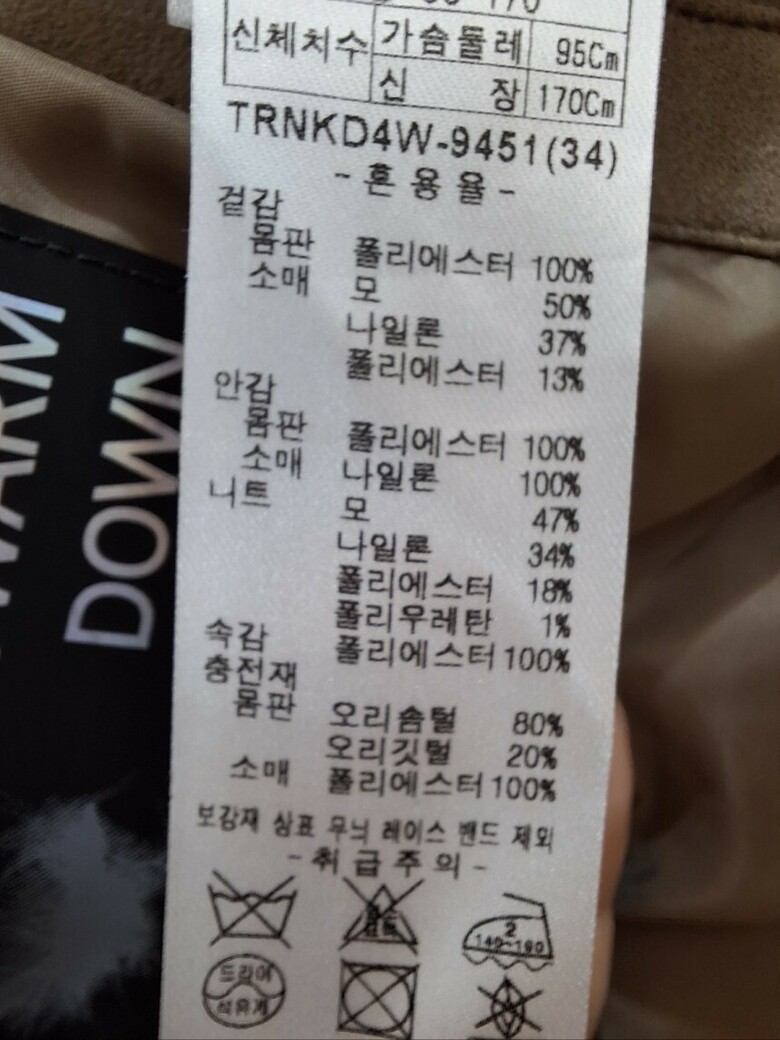 신체치수 가슴둘레 95Cm
신 장 170Cm
TRNKD4W-9451(34)
-혼용율-
겉감
몸판 폴리에스터 100%
소매 모 50%
나일론 37%
폴리에스터 13%
안감
몸판 폴리에스터 100%
소매 나일론 100%
니트 모 47%
나일론 34%
폴리에스터 18%
폴리우레탄 1%
속감 폴리에스터 100%
충전재
몸판 오리솜털 80%
오리깃털 20%
소매 폴리에스터 100%
보강재 상표 무늬 레이스 밴드 제외
-취급주의-
2
140~160
드라이
석유계
WARM
DOWN